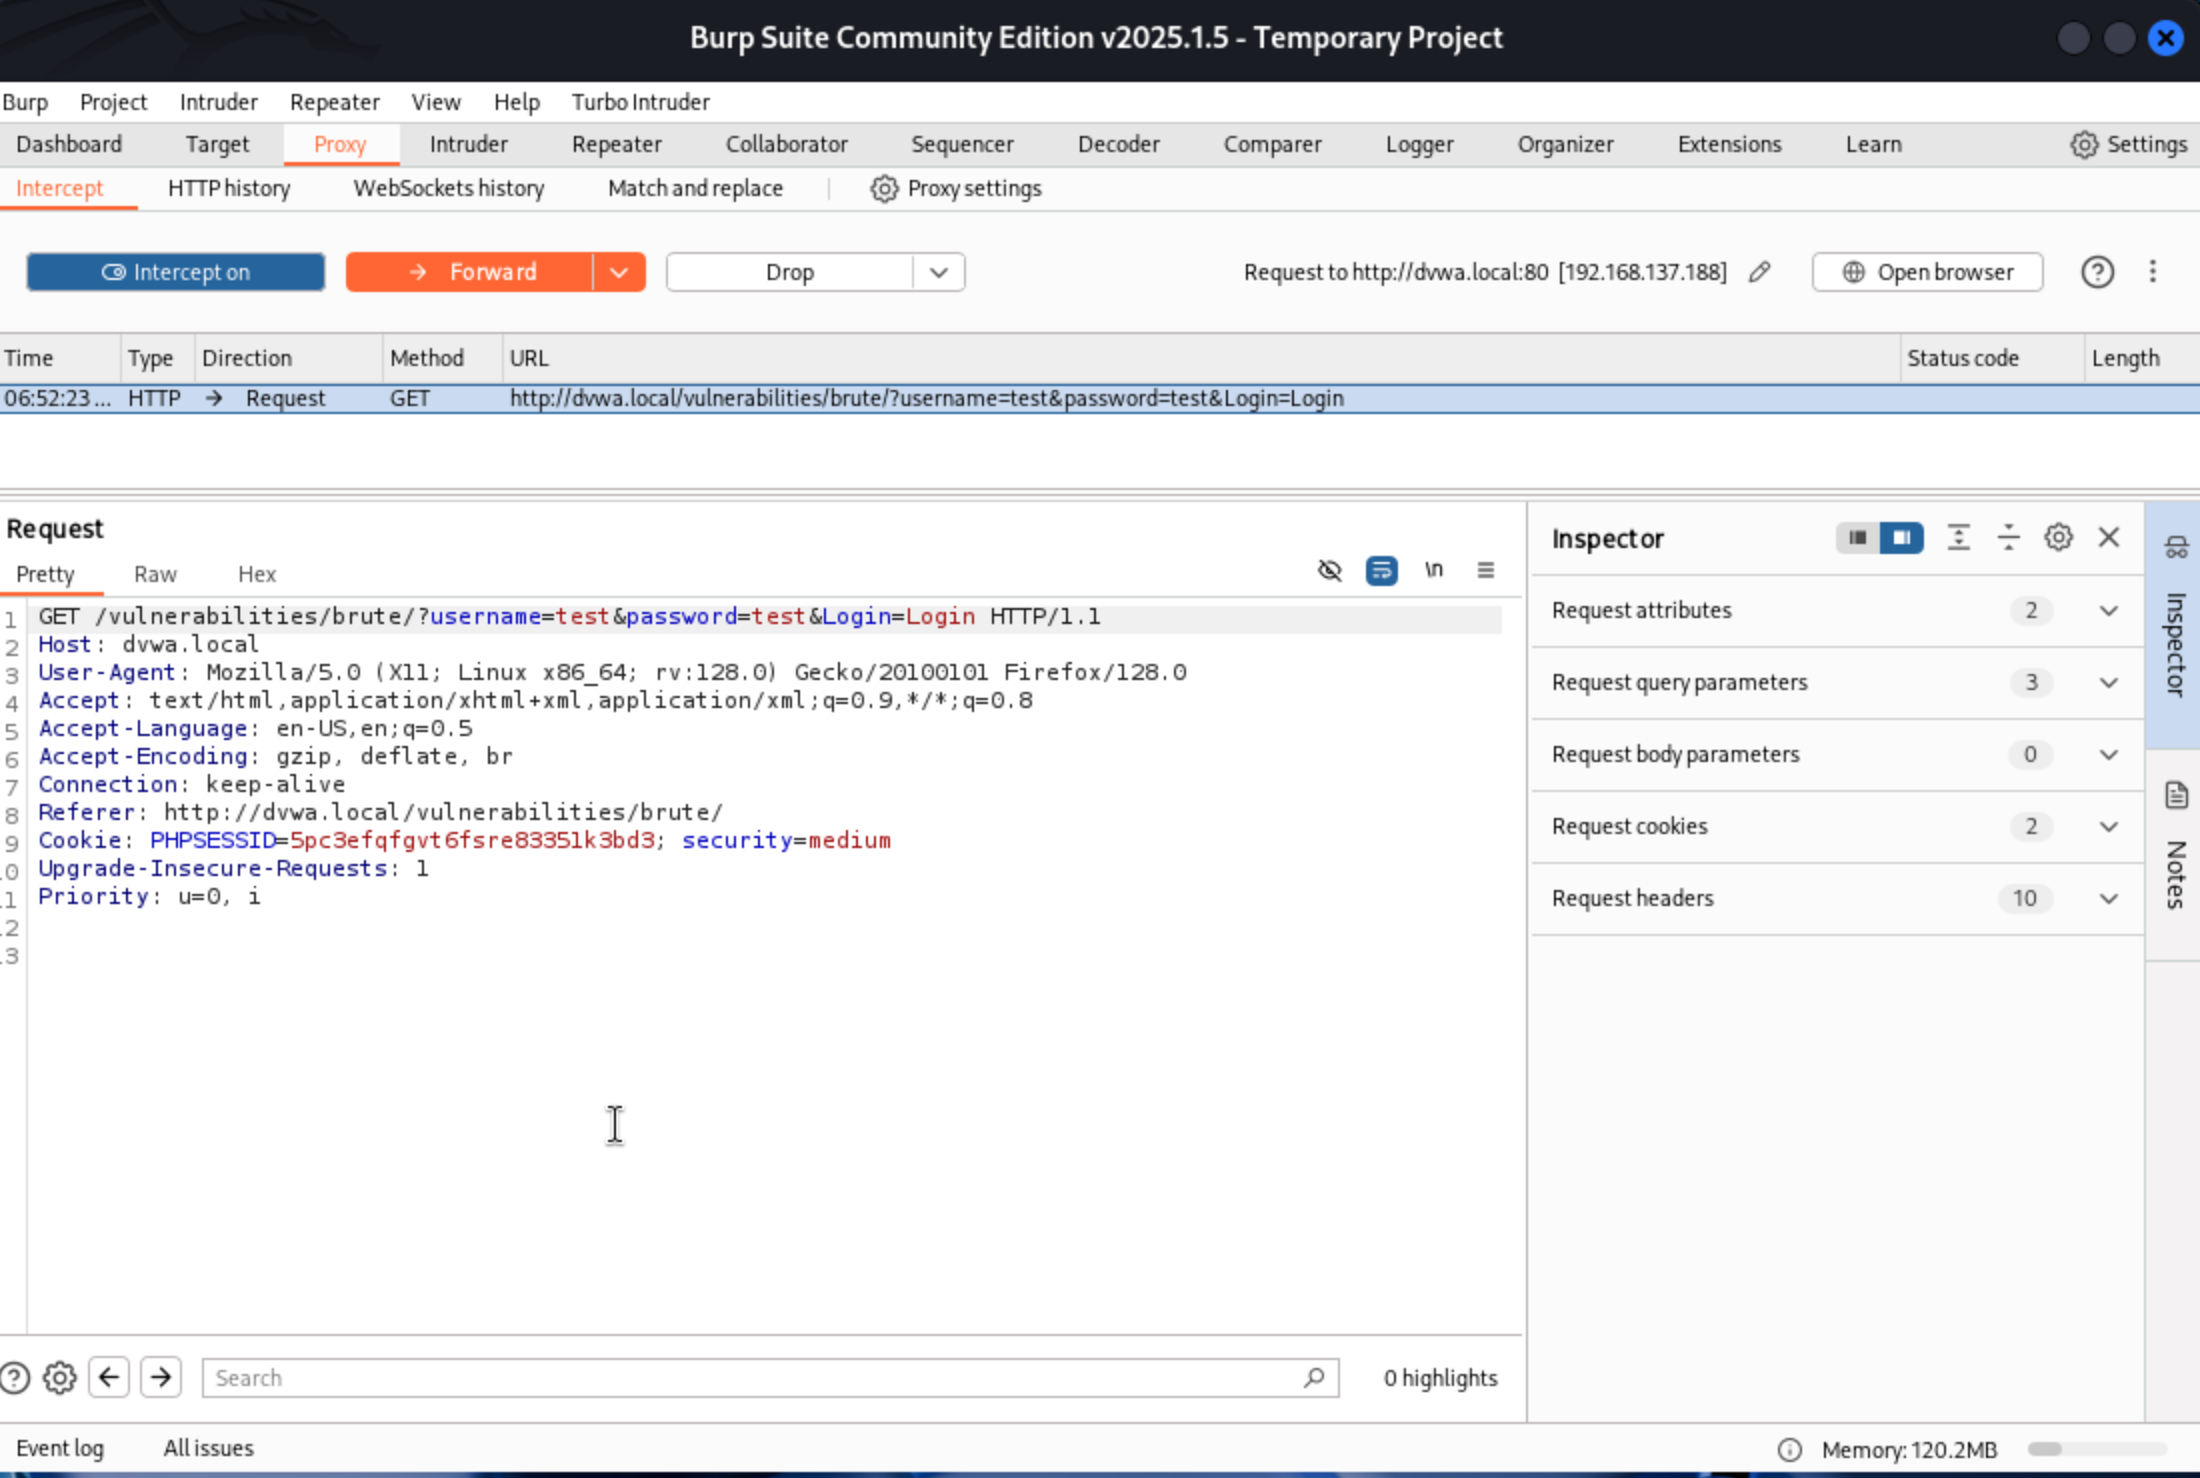 Burp Suite Community Edition v2025.1.5 - Temporary Project
Burp Project Intruder Repeater View Help Turbo Intruder
Dashboard Target Proxy Intruder Repeater Collaborator Sequencer Decoder Comparer Logger Organizer Extensions Learn Settings
Intercept HTTP history WebSockets history Match and replace Proxy settings
Intercept on Forward Drop Request to http://dvwa.local:80 [192.168.137.188] Open browser
Time Type Direction Method URL Status code Length
06:52:23... HTTP → Request GET http://dvwa.local/vulnerabilities/brute/?username=test&password=test&Login=Login
Request
Pretty Raw Hex \n
1 GET /vulnerabilities/brute/?username=test&password=test&Login=Login HTTP/1.1
2 Host: dvwa.local
3 User-Agent: Mozilla/5.0 (X11; Linux x86_64; rv:128.0) Gecko/20100101 Firefox/128.0
4 Accept: text/html,application/xhtml+xml,application/xml;q=0.9,*/*;q=0.8
5 Accept-Language: en-US,en;q=0.5
6 Accept-Encoding: gzip, deflate, br
7 Connection: keep-alive
8 Referer: http://dvwa.local/vulnerabilities/brute/
9 Cookie: PHPSESSID=5pc3efqfgvt6fsre8335lk3bd3; security=medium
0 Upgrade-Insecure-Requests: 1
1 Priority: u=0, i
2
3
Inspector
Request attributes 2
Request query parameters 3
Request body parameters 0
Request cookies 2
Request headers 10
Inspector
Notes
Search 0 highlights
Event log All issues Memory: 120.2MB